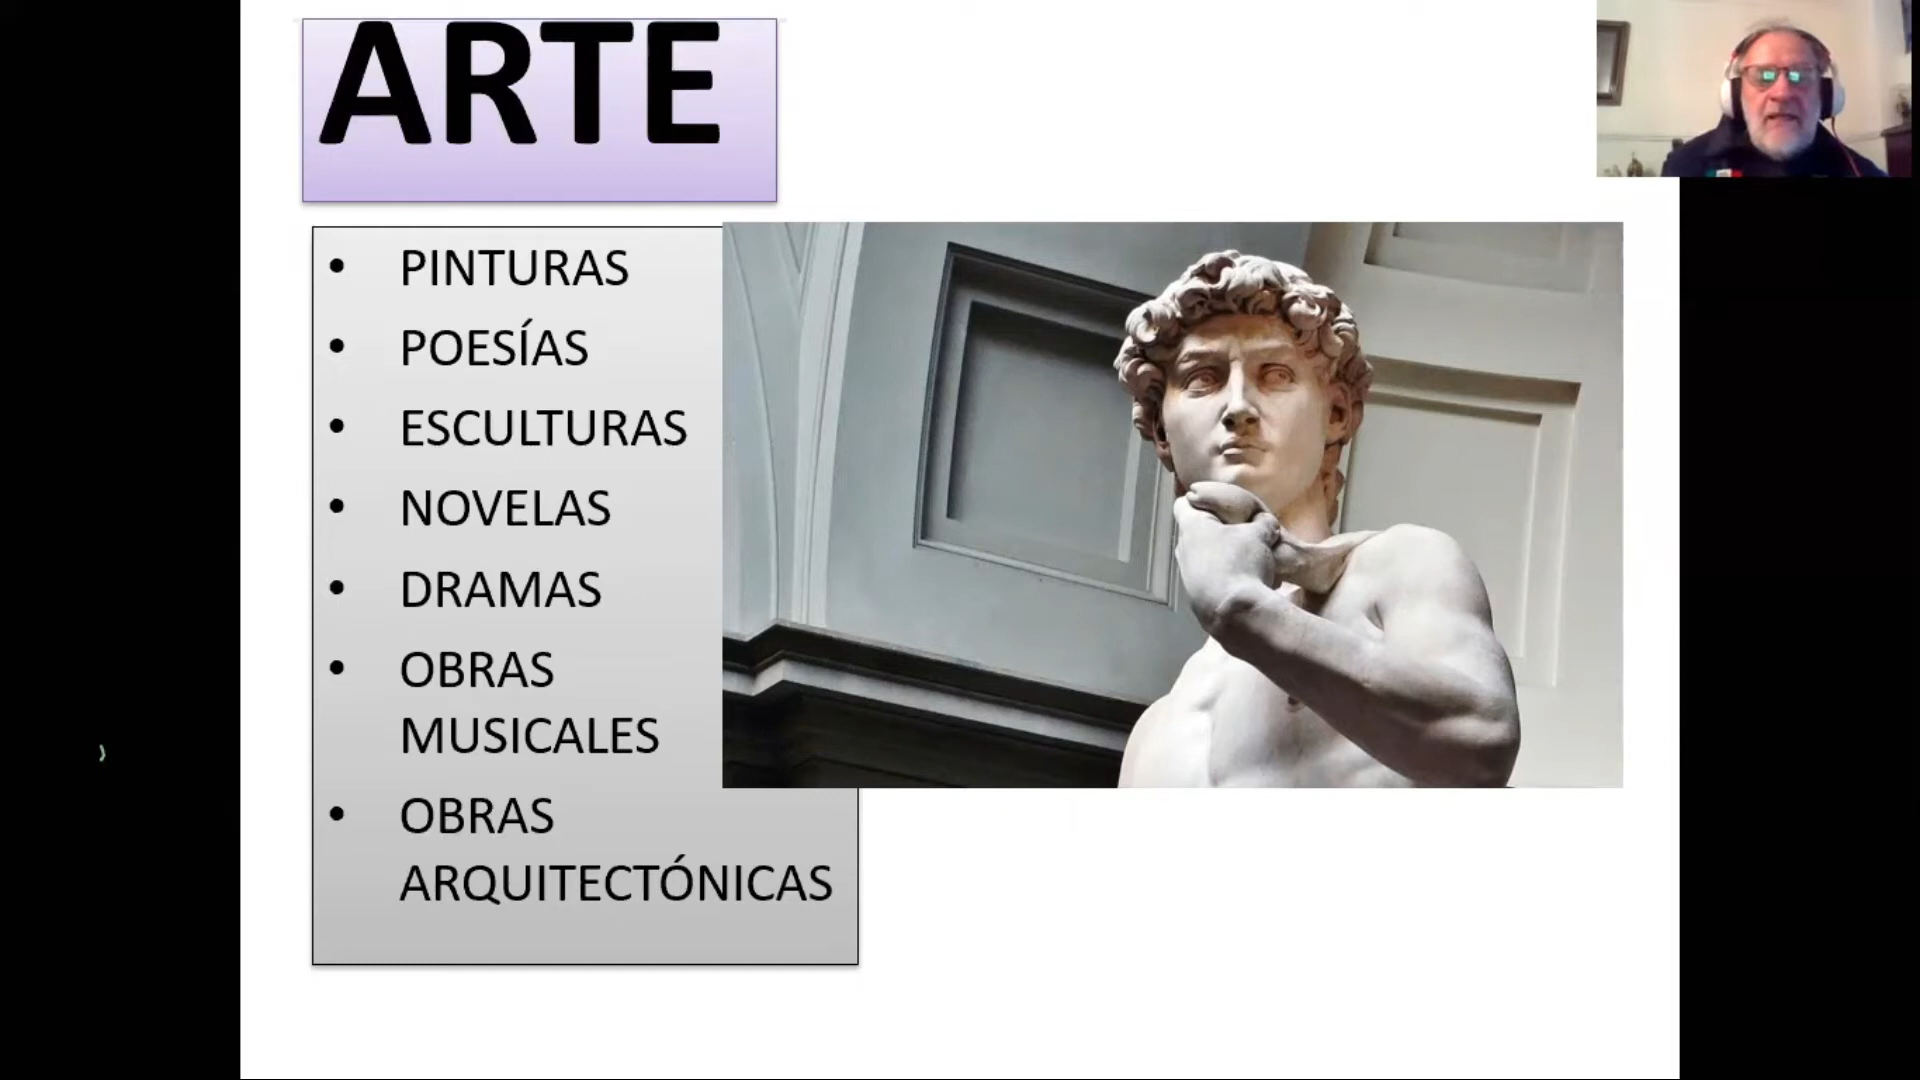 ARTE
• PINTURAS
• POESÍAS
• ESCULTURAS
• NOVELAS
• DRAMAS
• OBRAS
MUSICALES
• OBRAS
ARQUITECTÓNICAS